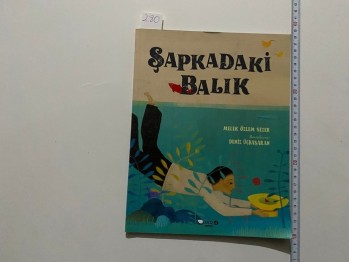 230
ŞAPKADAKİ
BALIK
MELEK ÖZLEM SEZER
DENİZ ÜÇBAŞARAN